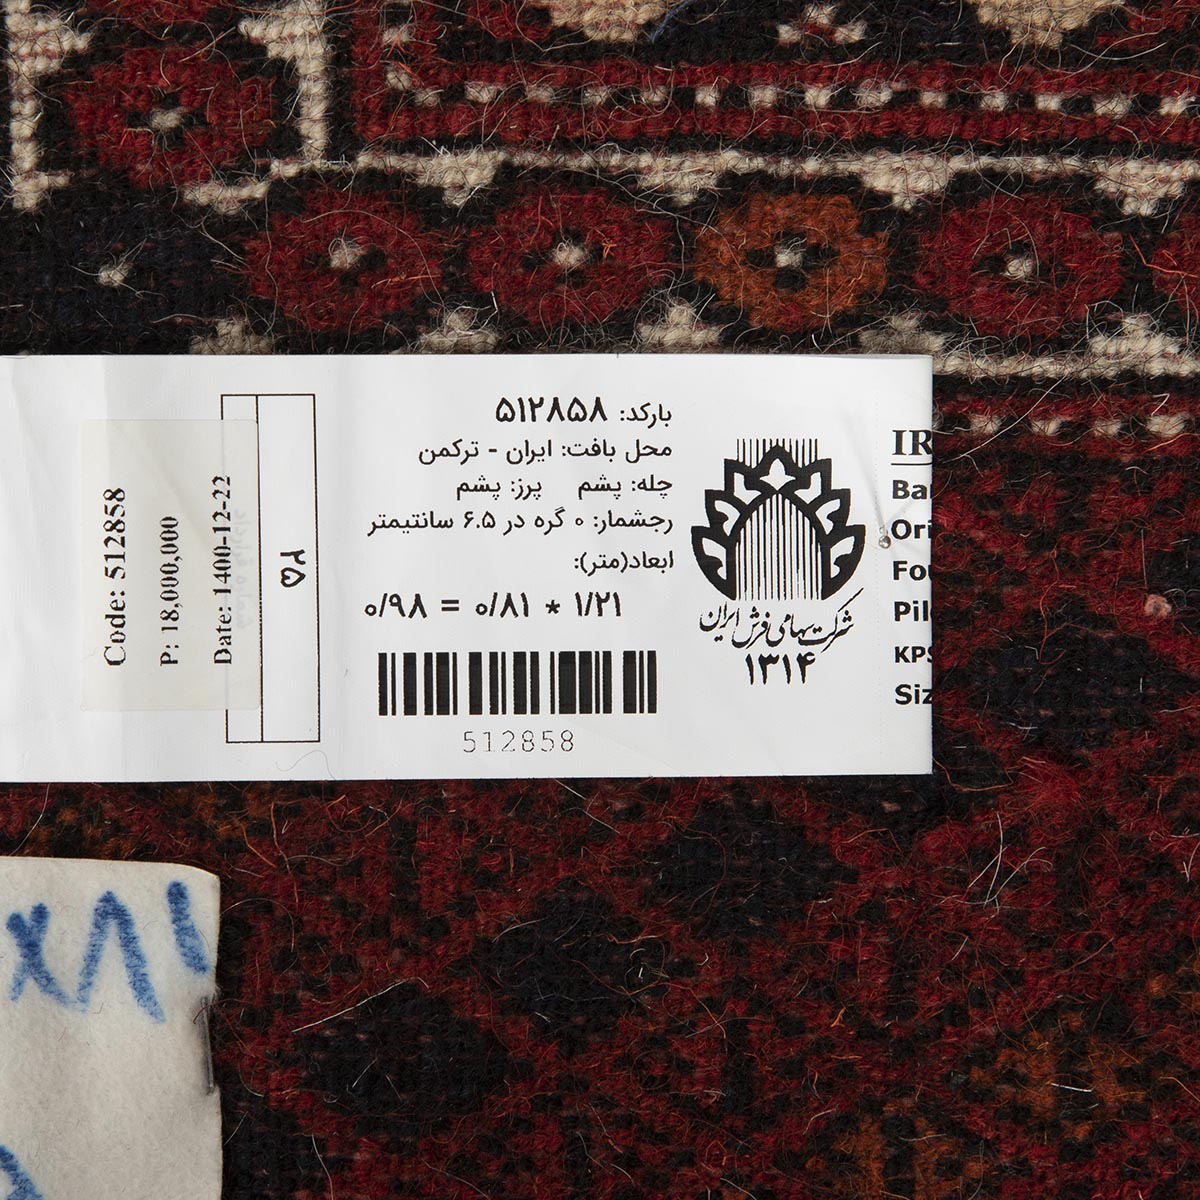 بارکد: ۵۱۲۸۵۸
محل بافت: ایران - ترکمن
چله: پشم پرز: پشم
رجشمار: ۰ گره در ۶.۵ سانتیمتر
ابعاد(متر):
۱/۲۱ * ۰/۸۱ = ۰/۹۸
512858
شرکت سهامی فرش ایران
۱۳۱۴
IR
Ba
Ori
Fo
Pil
KPS
Siz
۲۵
Code: 512858
P: 18,000,000
Date: 1400-12-22